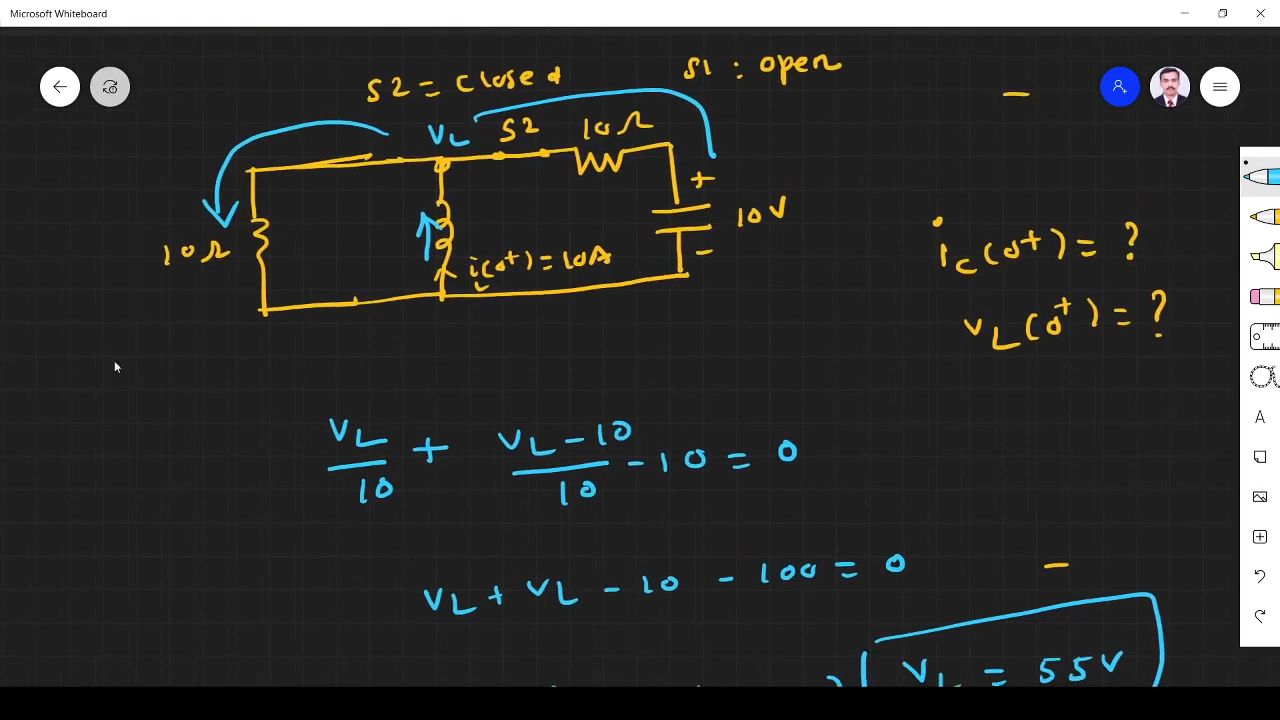 Microsoft Whiteboard
S2 = closed
S1 : open
VL
S2
10Ω
+
10V
-
10Ω
iL(0+) = 10A
ic(0+) = ?
vL(0+) = ?
VL/10 + (VL - 10)/10 - 10 = 0
VL + VL - 10 - 100 = 0
VL = 55V